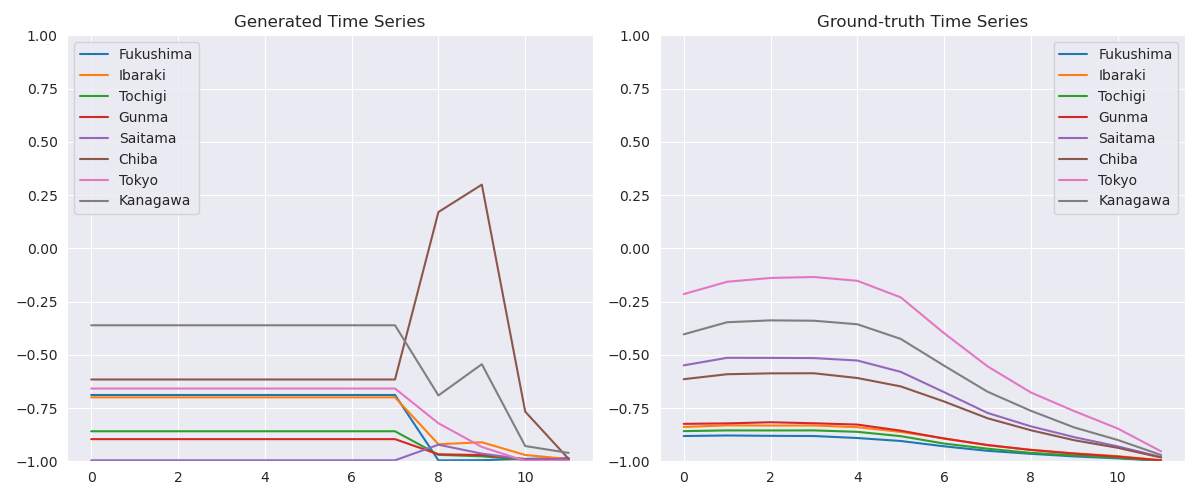 Generated Time Series
1.00
0.75
0.50
0.25
0.00
−0.25
−0.50
−0.75
−1.00
0 2 4 6 8 10
Fukushima
Ibaraki
Tochigi
Gunma
Saitama
Chiba
Tokyo
Kanagawa
Ground-truth Time Series
1.00
0.75
0.50
0.25
0.00
−0.25
−0.50
−0.75
−1.00
0 2 4 6 8 10
Fukushima
Ibaraki
Tochigi
Gunma
Saitama
Chiba
Tokyo
Kanagawa